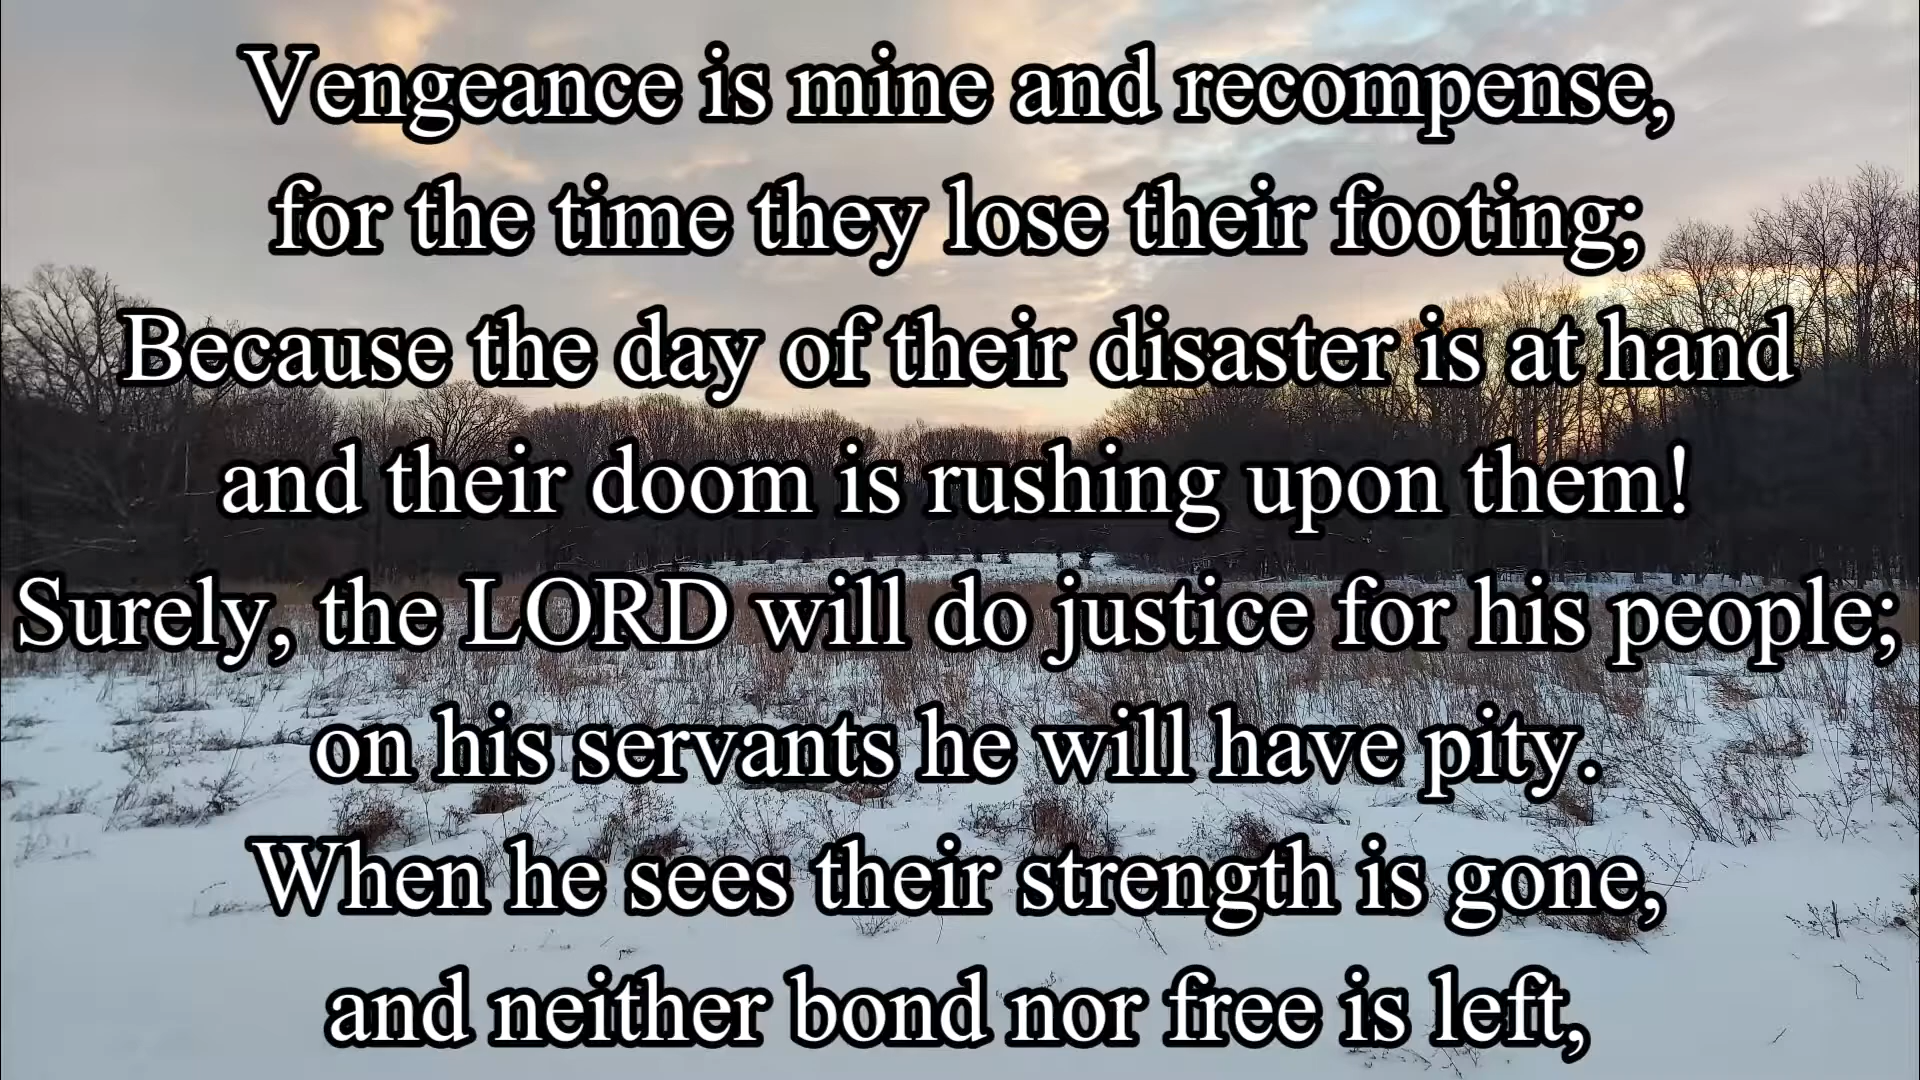 Vengeance is mine and recompense,
for the time they lose their footing;
Because the day of their disaster is at hand
and their doom is rushing upon them!
Surely, the LORD will do justice for his people;
on his servants he will have pity.
When he sees their strength is gone,
and neither bond nor free is left,